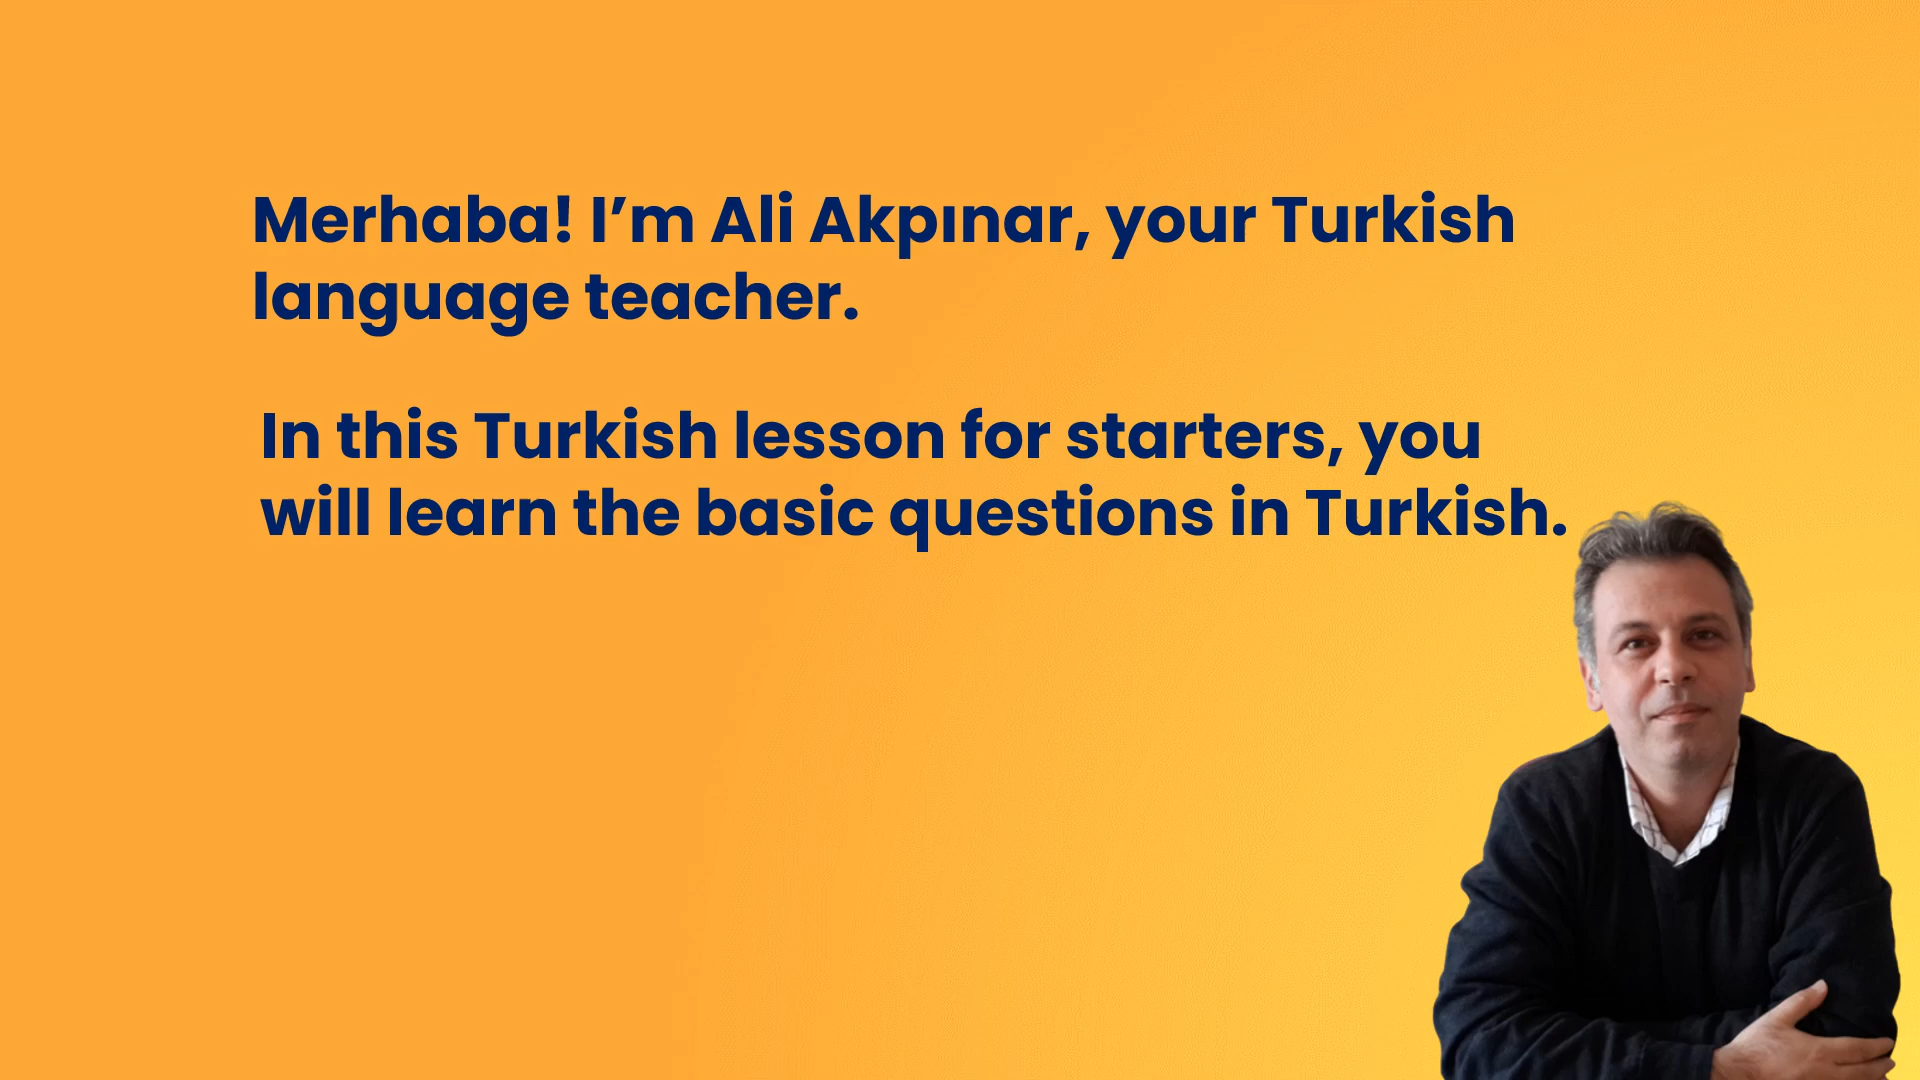 Merhaba! I’m Ali Akpınar, your Turkish
language teacher.
In this Turkish lesson for starters, you
will learn the basic questions in Turkish.